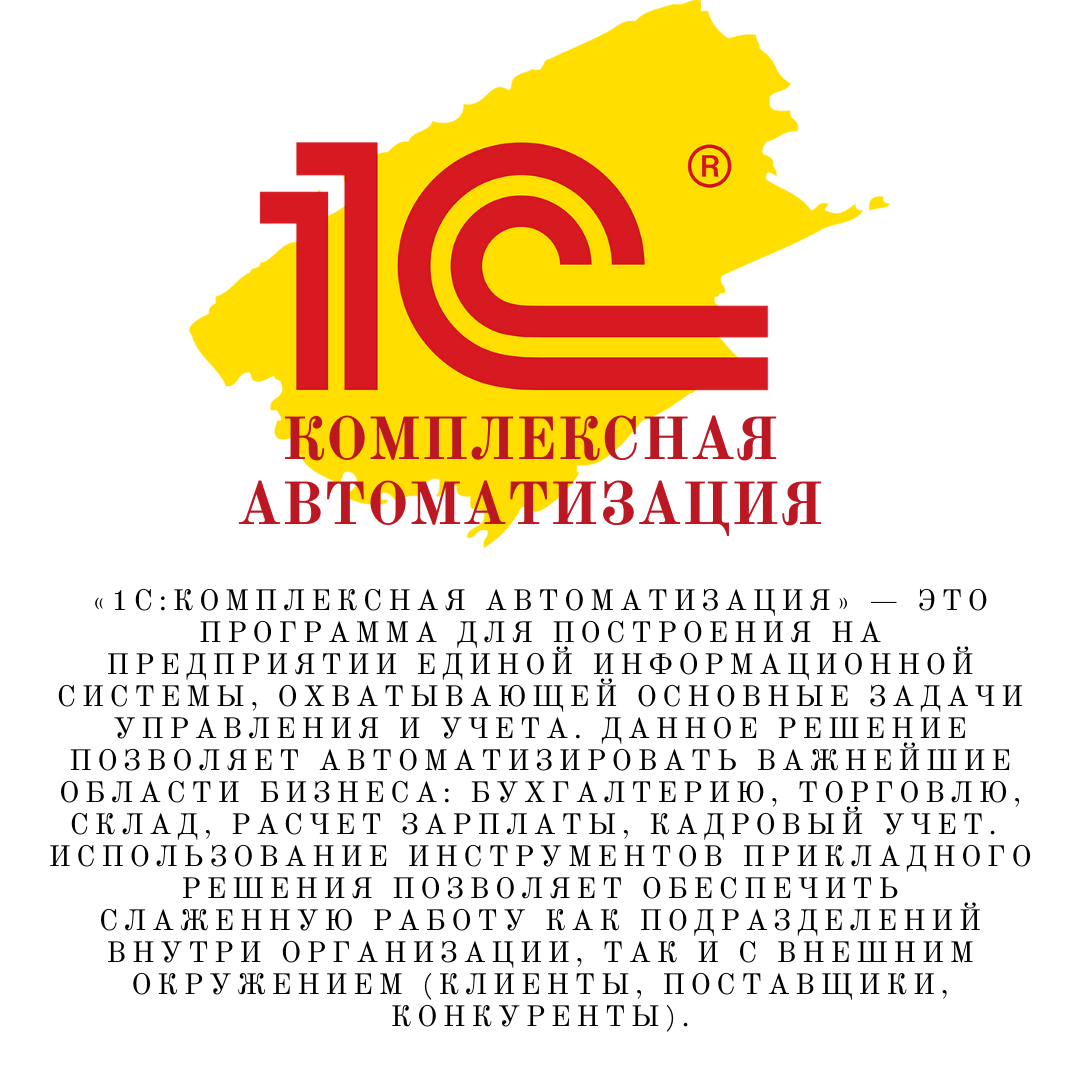 1С®
КОМПЛЕКСНАЯ
АВТОМАТИЗАЦИЯ
«1С:КОМПЛЕКСНАЯ АВТОМАТИЗАЦИЯ» — ЭТО
ПРОГРАММА ДЛЯ ПОСТРОЕНИЯ НА
ПРЕДПРИЯТИИ ЕДИНОЙ ИНФОРМАЦИОННОЙ
СИСТЕМЫ, ОХВАТЫВАЮЩЕЙ ОСНОВНЫЕ ЗАДАЧИ
УПРАВЛЕНИЯ И УЧЕТА. ДАННОЕ РЕШЕНИЕ
ПОЗВОЛЯЕТ АВТОМАТИЗИРОВАТЬ ВАЖНЕЙШИЕ
ОБЛАСТИ БИЗНЕСА: БУХГАЛТЕРИЮ, ТОРГОВЛЮ,
СКЛАД, РАСЧЕТ ЗАРПЛАТЫ, КАДРОВЫЙ УЧЕТ.
ИСПОЛЬЗОВАНИЕ ИНСТРУМЕНТОВ ПРИКЛАДНОГО
РЕШЕНИЯ ПОЗВОЛЯЕТ ОБЕСПЕЧИТЬ
СЛАЖЕННУЮ РАБОТУ КАК ПОДРАЗДЕЛЕНИЙ
ВНУТРИ ОРГАНИЗАЦИИ, ТАК И С ВНЕШНИМ
ОКРУЖЕНИЕМ (КЛИЕНТЫ, ПОСТАВЩИКИ,
КОНКУРЕНТЫ).